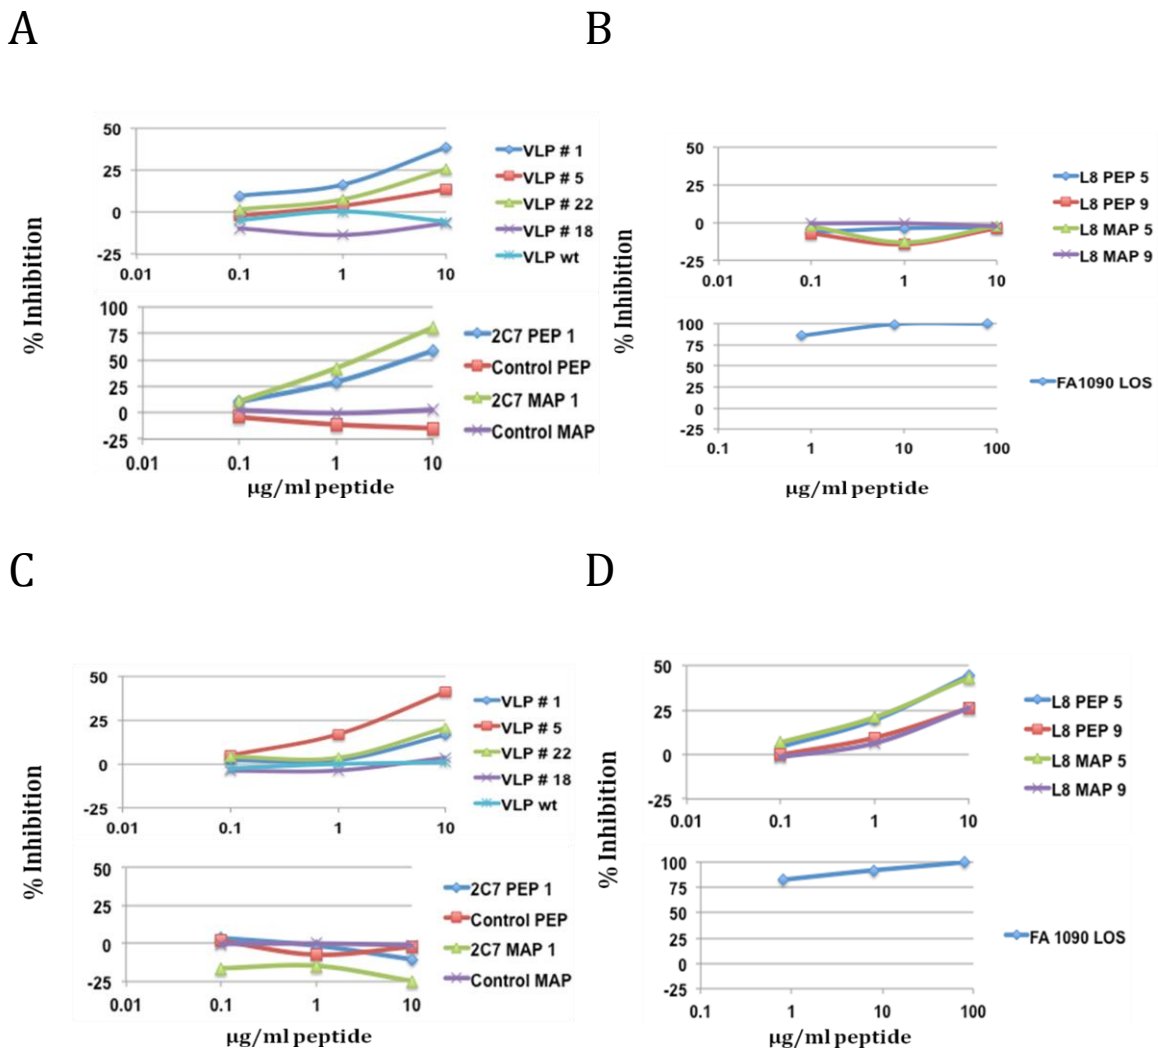 A
B
% Inhibition
50
25
0
-25
0.01
0.1
1
10
VLP # 1
VLP # 5
VLP # 22
VLP # 18
VLP wt
100
75
50
25
0
-25
0.01
0.1
1
10
2C7 PEP 1
Control PEP
2C7 MAP 1
Control MAP
μg/ml peptide
% Inhibition
50
25
0
-25
0.01
0.1
1
10
L8 PEP 5
L8 PEP 9
L8 MAP 5
L8 MAP 9
100
75
50
25
0
-25
0.1
1
10
100
FA1090 LOS
μg/ml peptide
C
D
% Inhibition
50
25
0
-25
0.01
0.1
1
10
VLP # 1
VLP # 5
VLP # 22
VLP # 18
VLP wt
50
25
0
-25
0.01
0.1
1
10
2C7 PEP 1
Control PEP
2C7 MAP 1
Control MAP
μg/ml peptide
% Inhibition
50
25
0
-25
0.01
0.1
1
10
L8 PEP 5
L8 PEP 9
L8 MAP 5
L8 MAP 9
100
75
50
25
0
-25
0.1
1
10
100
FA 1090 LOS
μg/ml peptide